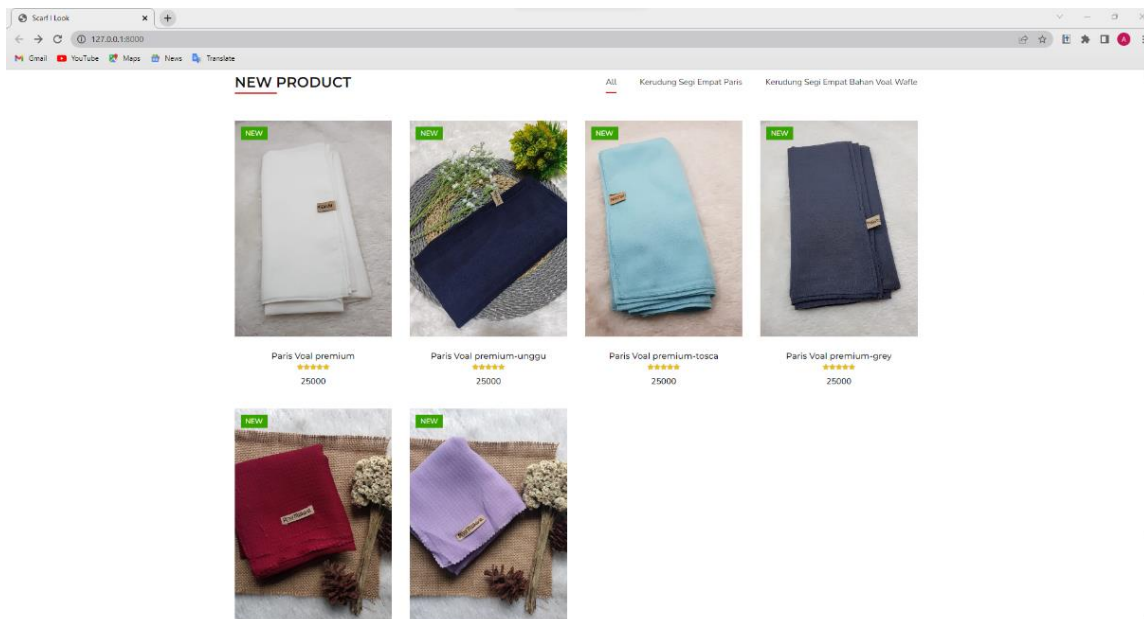 Scarf I Look
127.0.0.1:8000
Gmail YouTube Maps News Translate
NEW PRODUCT
All Kerudung Segi Empat Paris Kerudung Segi Empat Bahan Voal Wafle
NEW NEW NEW NEW
Paris Voal premium Paris Voal premium-unggu Paris Voal premium-tosca Paris Voal premium-grey
25000 25000 25000 25000
NEW NEW